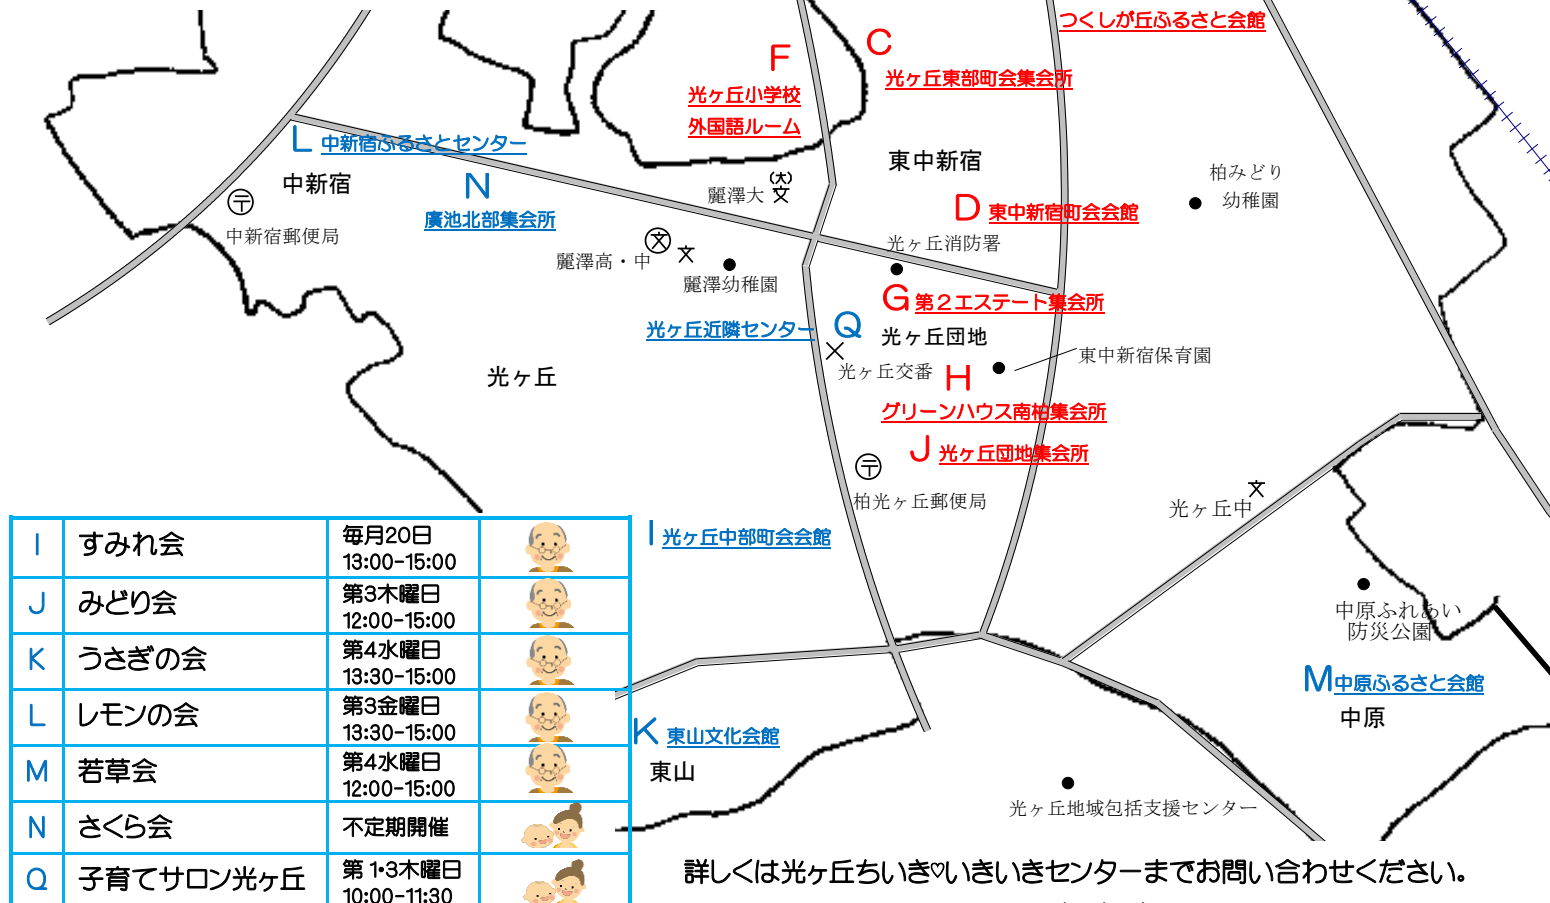 つくしが丘ふるさと会館
F
C
光ヶ丘東部町会集会所
光ヶ丘小学校
外国語ルーム
L 中新宿ふるさとセンター
中新宿
N
廣池北部集会所
麗澤大
(大)
文
東中新宿
柏みどり
幼稚園
〒
中新宿郵便局
D 東中新宿町会会館
文
文
麗澤高・中
麗澤幼稚園
光ヶ丘消防署
G 第2エステート集会所
光ヶ丘近隣センター Q
光ヶ丘団地
光ヶ丘交番
東中新宿保育園
光ヶ丘
H
グリーンハウス南柏集会所
J 光ヶ丘団地集会所
〒
柏光ヶ丘郵便局
文
光ヶ丘中
I 光ヶ丘中部町会会館
中原ふれあい
防災公園
M中原ふるさと会館
中原
K 東山文化会館
東山
光ヶ丘地域包括支援センター
I すみれ会 毎月20日
13:00-15:00
J みどり会 第3木曜日
12:00-15:00
K うさぎの会 第4水曜日
13:30-15:00
L レモンの会 第3金曜日
13:30-15:00
M 若草会 第4水曜日
12:00-15:00
N さくら会 不定期開催
Q 子育てサロン光ヶ丘 第1・3木曜日
10:00-11:30
詳しくは光ヶ丘ちいき♡いきいきセンターまでお問い合わせください。